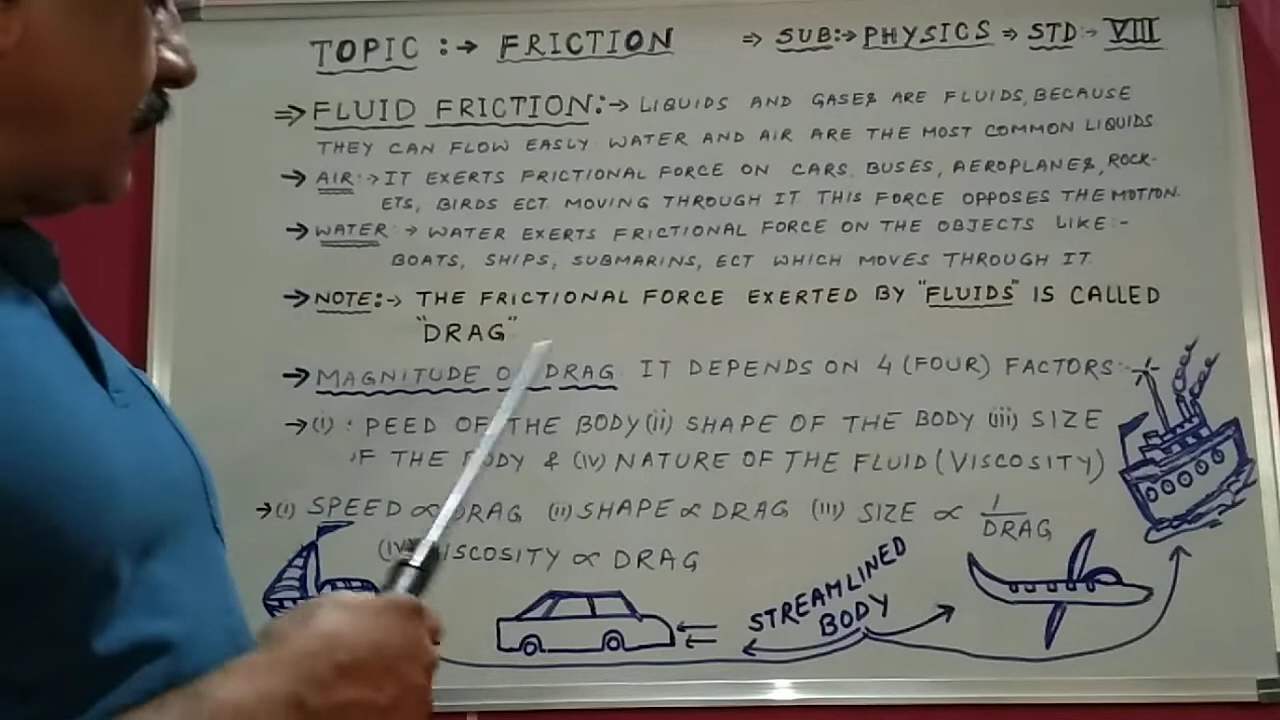 TOPIC :→ FRICTION ⇒ SUB:→ PHYSICS ⇒ STD:→ VIII
⇒ FLUID FRICTION:→ LIQUIDS AND GASES ARE FLUIDS, BECAUSE
THEY CAN FLOW EASLY WATER AND AIR ARE THE MOST COMMON LIQUIDS
→ AIR:→ IT EXERTS FRICTIONAL FORCE ON CARS, BUSES, AEROPLANES, ROCK-
ETS, BIRDS ECT. MOVING THROUGH IT THIS FORCE OPPOSES THE MOTION.
→ WATER → WATER EXERTS FRICTIONAL FORCE ON THE OBJECTS LIKE:-
BOATS, SHIPS, SUBMARINS, ECT WHICH MOVES THROUGH IT
→ NOTE:→ THE FRICTIONAL FORCE EXERTED BY "FLUIDS" IS CALLED
"DRAG"
→ MAGNITUDE O DRAG IT DEPENDS ON 4 (FOUR) FACTORS:→
→ (i) PEED OF THE BODY (ii) SHAPE OF THE BODY (iii) SIZE
F THE ODY & (iv) NATURE OF THE FLUID (VISCOSITY)
→ (i) SPEED ∝ DRAG (ii) SHAPE ∝ DRAG (iii) SIZE ∝ 1/DRAG
(iv) ISCOSITY ∝ DRAG
STREAMLINED
BODY